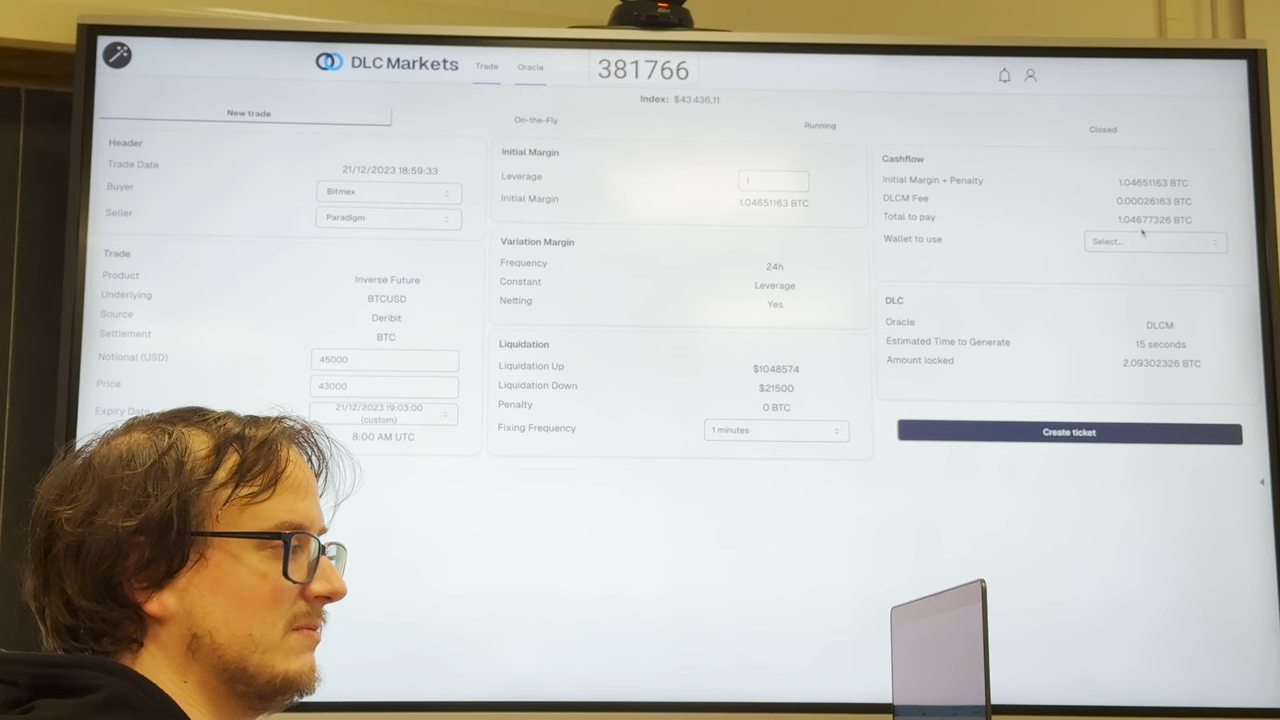 DLC Markets Trade Oracle 381766
Index: $43 436,11
New trade On-the-Fly Running Closed
Header
Trade Date 21/12/2023 18:59:33
Buyer Bitmex
Seller Paradigm
Trade
Product Inverse Future
Underlying BTCUSD
Source Deribit
Settlement BTC
Notional (USD) 45000
Price 43000
Expiry Date 21/12/2023 19:03:00
(custom)
8:00 AM UTC
Initial Margin
Leverage 1
Initial Margin 1.04651163 BTC
Variation Margin
Frequency 24h
Constant Leverage
Netting Yes
Liquidation
Liquidation Up $1048574
Liquidation Down $21500
Penalty 0 BTC
Fixing Frequency 1 minutes
Cashflow
Initial Margin + Penalty 1.04651163 BTC
DLCM Fee 0.00026163 BTC
Total to pay 1.04677326 BTC
Wallet to use Select...
DLC
Oracle DLCM
Estimated Time to Generate 15 seconds
Amount locked 2.09302326 BTC
Create ticket